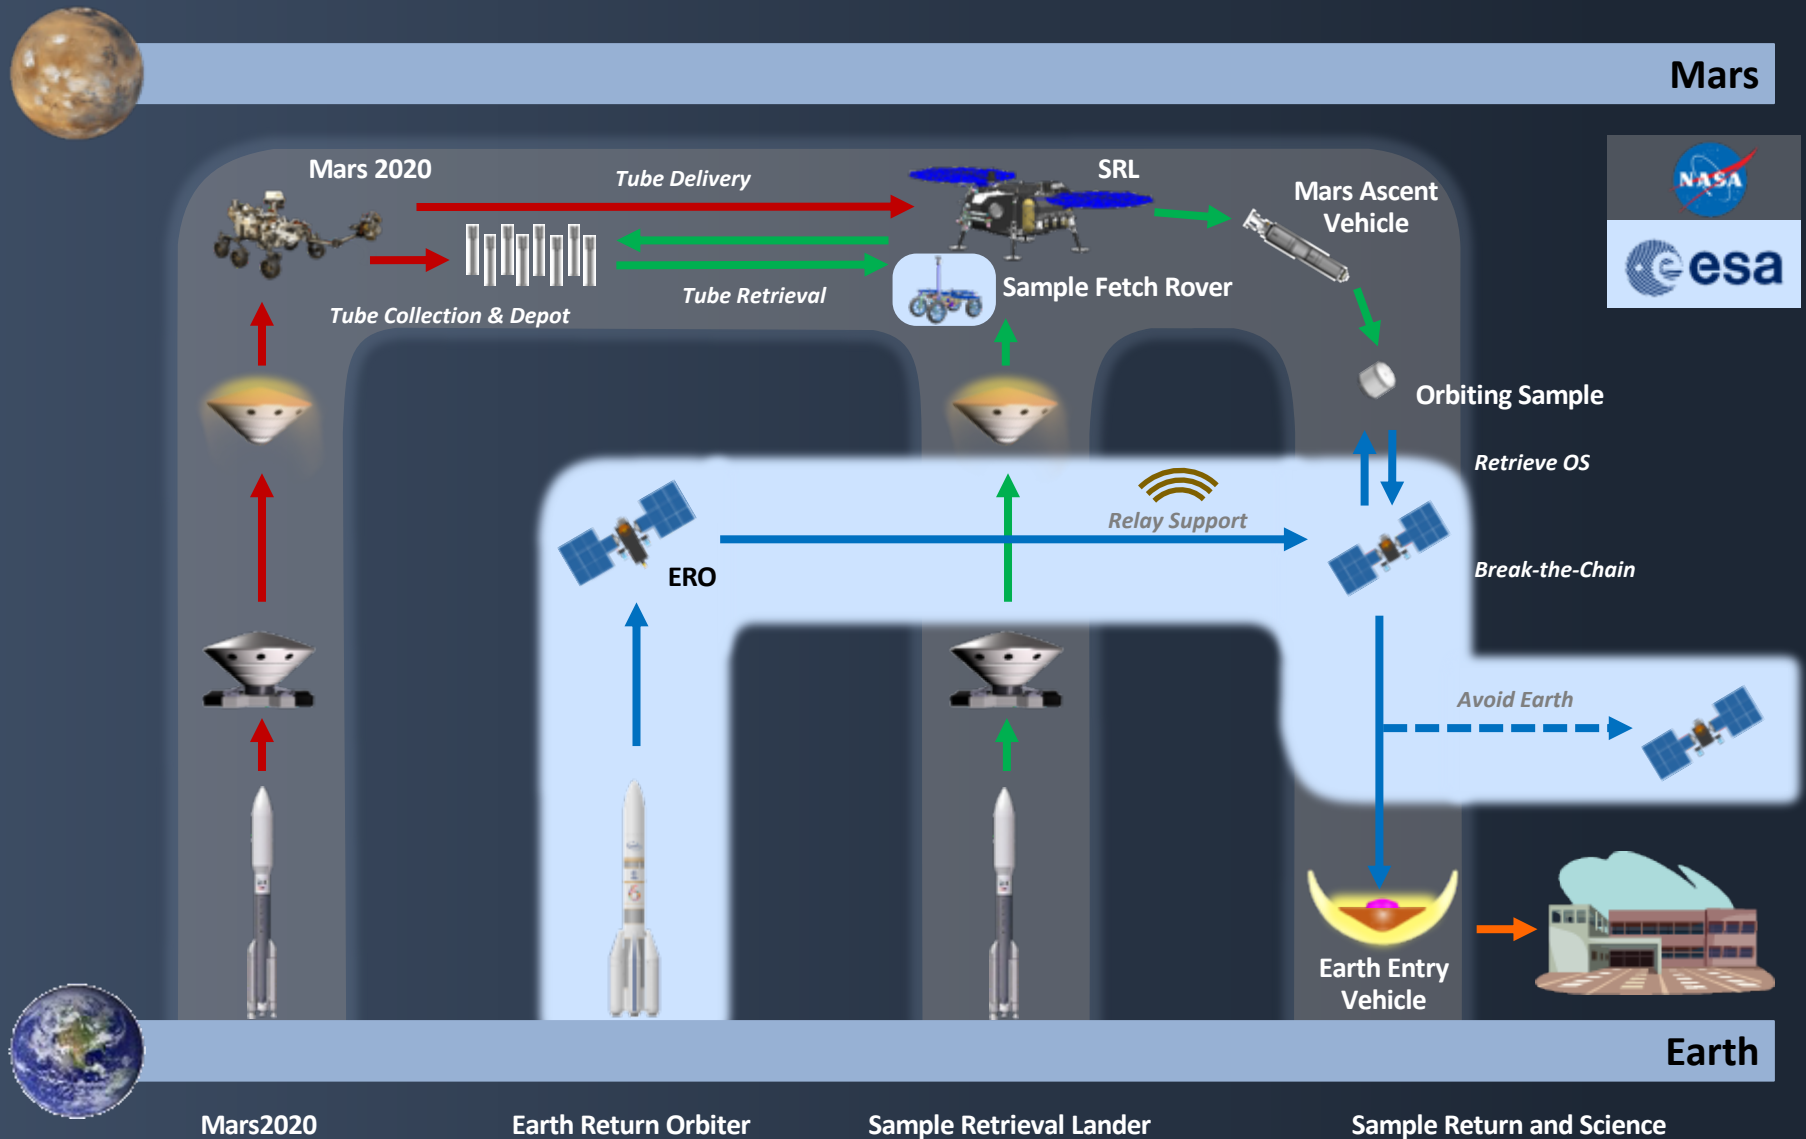 Mars
Mars 2020
Tube Delivery
SRL
Mars Ascent
Vehicle
NASA
esa
Tube Collection & Depot
Tube Retrieval
Sample Fetch Rover
Orbiting Sample
Retrieve OS
Relay Support
ERO
Break-the-Chain
Avoid Earth
6
Earth Entry
Vehicle
Earth
Mars2020
Earth Return Orbiter
Sample Retrieval Lander
Sample Return and Science